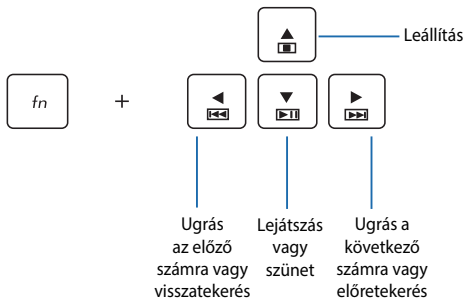 Leállítás
fn +
Ugrás
az előző
számra vagy
visszatekerés
Lejátszás
vagy
szünet
Ugrás a
következő
számra vagy
előretekerés